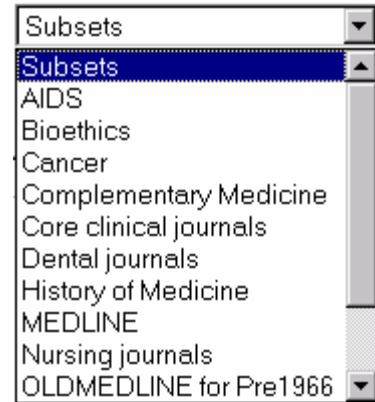 Subsets
Subsets
AIDS
Bioethics
Cancer
Complementary Medicine
Core clinical journals
Dental journals
History of Medicine
MEDLINE
Nursing journals
OLDMEDLINE for Pre1966